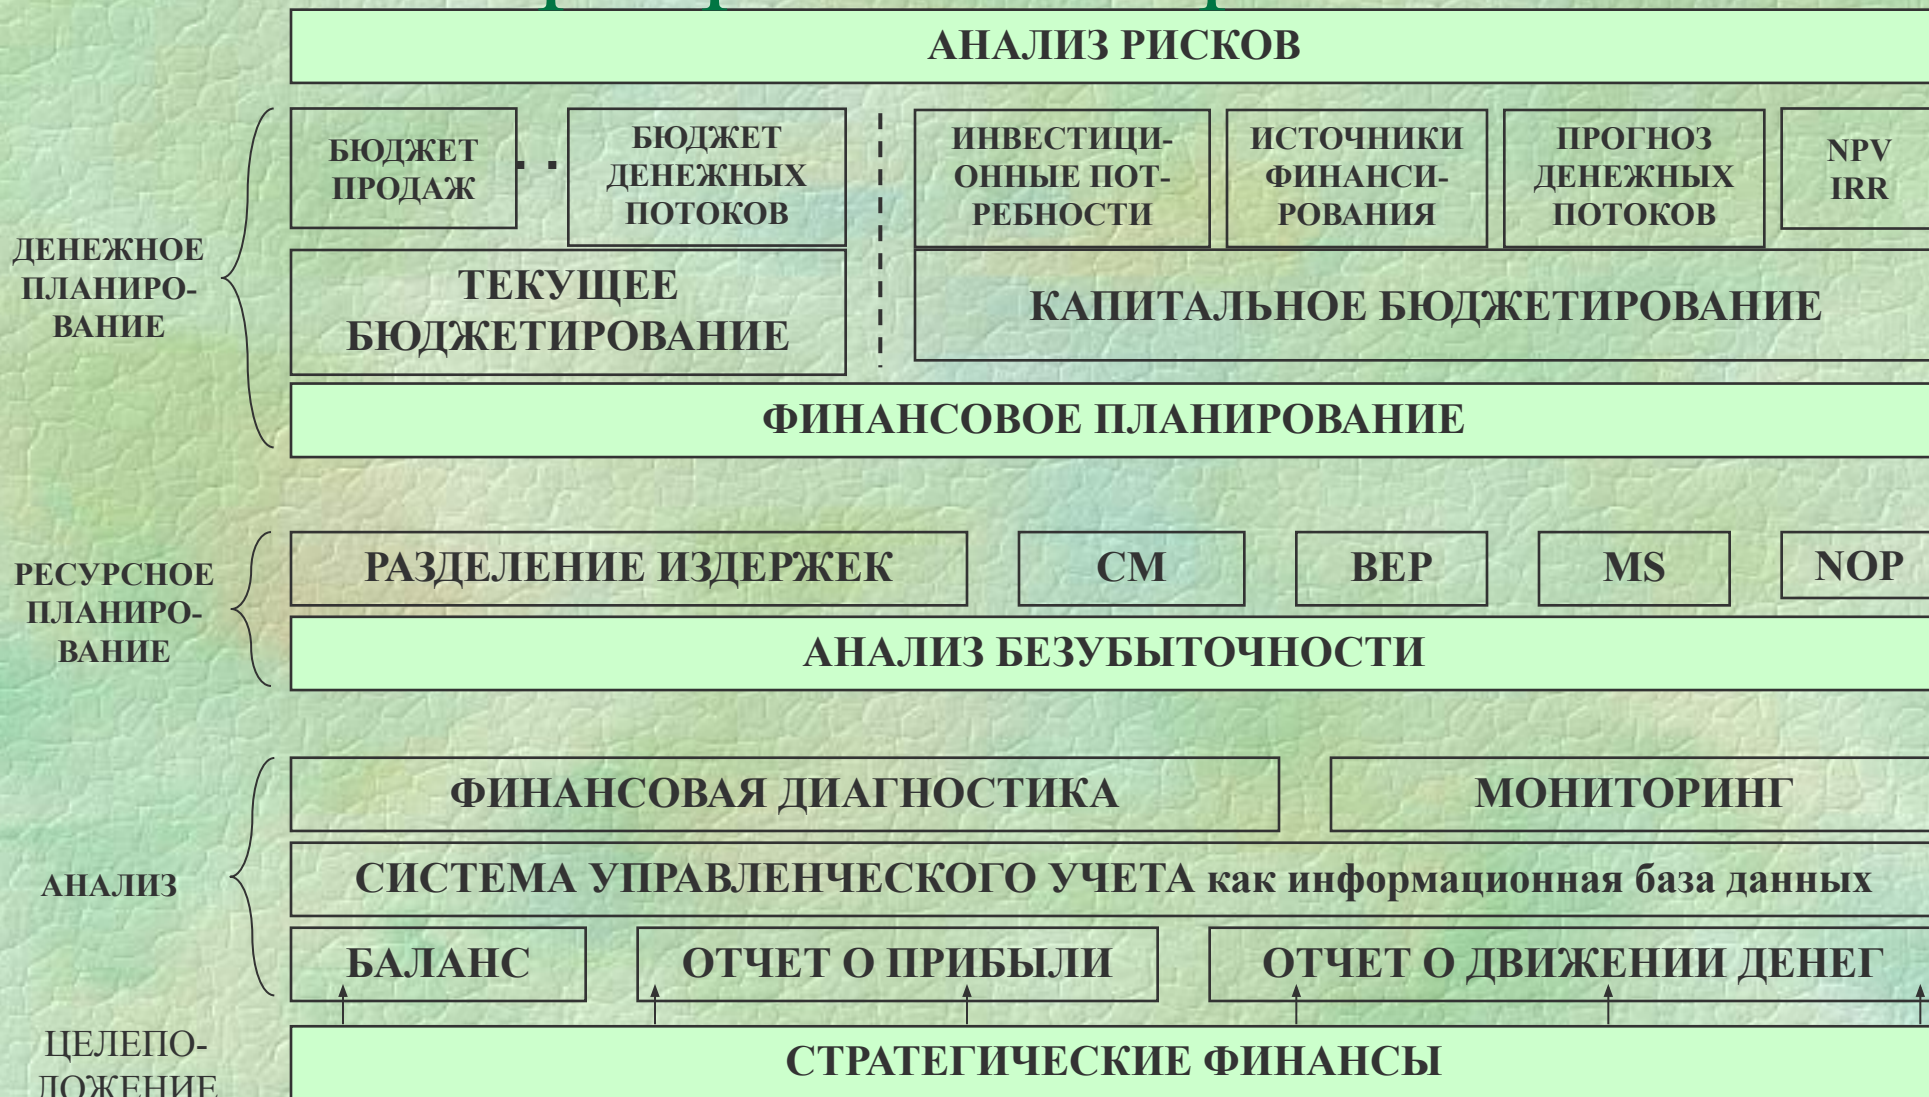 АНАЛИЗ РИСКОВ
БЮДЖЕТ
ПРОДАЖ
. .
БЮДЖЕТ
ДЕНЕЖНЫХ
ПОТОКОВ
ИНВЕСТИЦИ-
ОННЫЕ ПОТ-
РЕБНОСТИ
ИСТОЧНИКИ
ФИНАНСИ-
РОВАНИЯ
ПРОГНОЗ
ДЕНЕЖНЫХ
ПОТОКОВ
NPV
IRR
ДЕНЕЖНОЕ
ПЛАНИРО-
ВАНИЕ
ТЕКУЩЕЕ
БЮДЖЕТИРОВАНИЕ
КАПИТАЛЬНОЕ БЮДЖЕТИРОВАНИЕ
ФИНАНСОВОЕ ПЛАНИРОВАНИЕ
РЕСУРСНОЕ
ПЛАНИРО-
ВАНИЕ
РАЗДЕЛЕНИЕ ИЗДЕРЖЕК
CM
BEP
MS
NOP
АНАЛИЗ БЕЗУБЫТОЧНОСТИ
ФИНАНСОВАЯ ДИАГНОСТИКА
МОНИТОРИНГ
АНАЛИЗ
СИСТЕМА УПРАВЛЕНЧЕСКОГО УЧЕТА как информационная база данных
БАЛАНС
ОТЧЕТ О ПРИБЫЛИ
ОТЧЕТ О ДВИЖЕНИИ ДЕНЕГ
ЦЕЛЕПО-
ЛОЖЕНИЕ
СТРАТЕГИЧЕСКИЕ ФИНАНСЫ